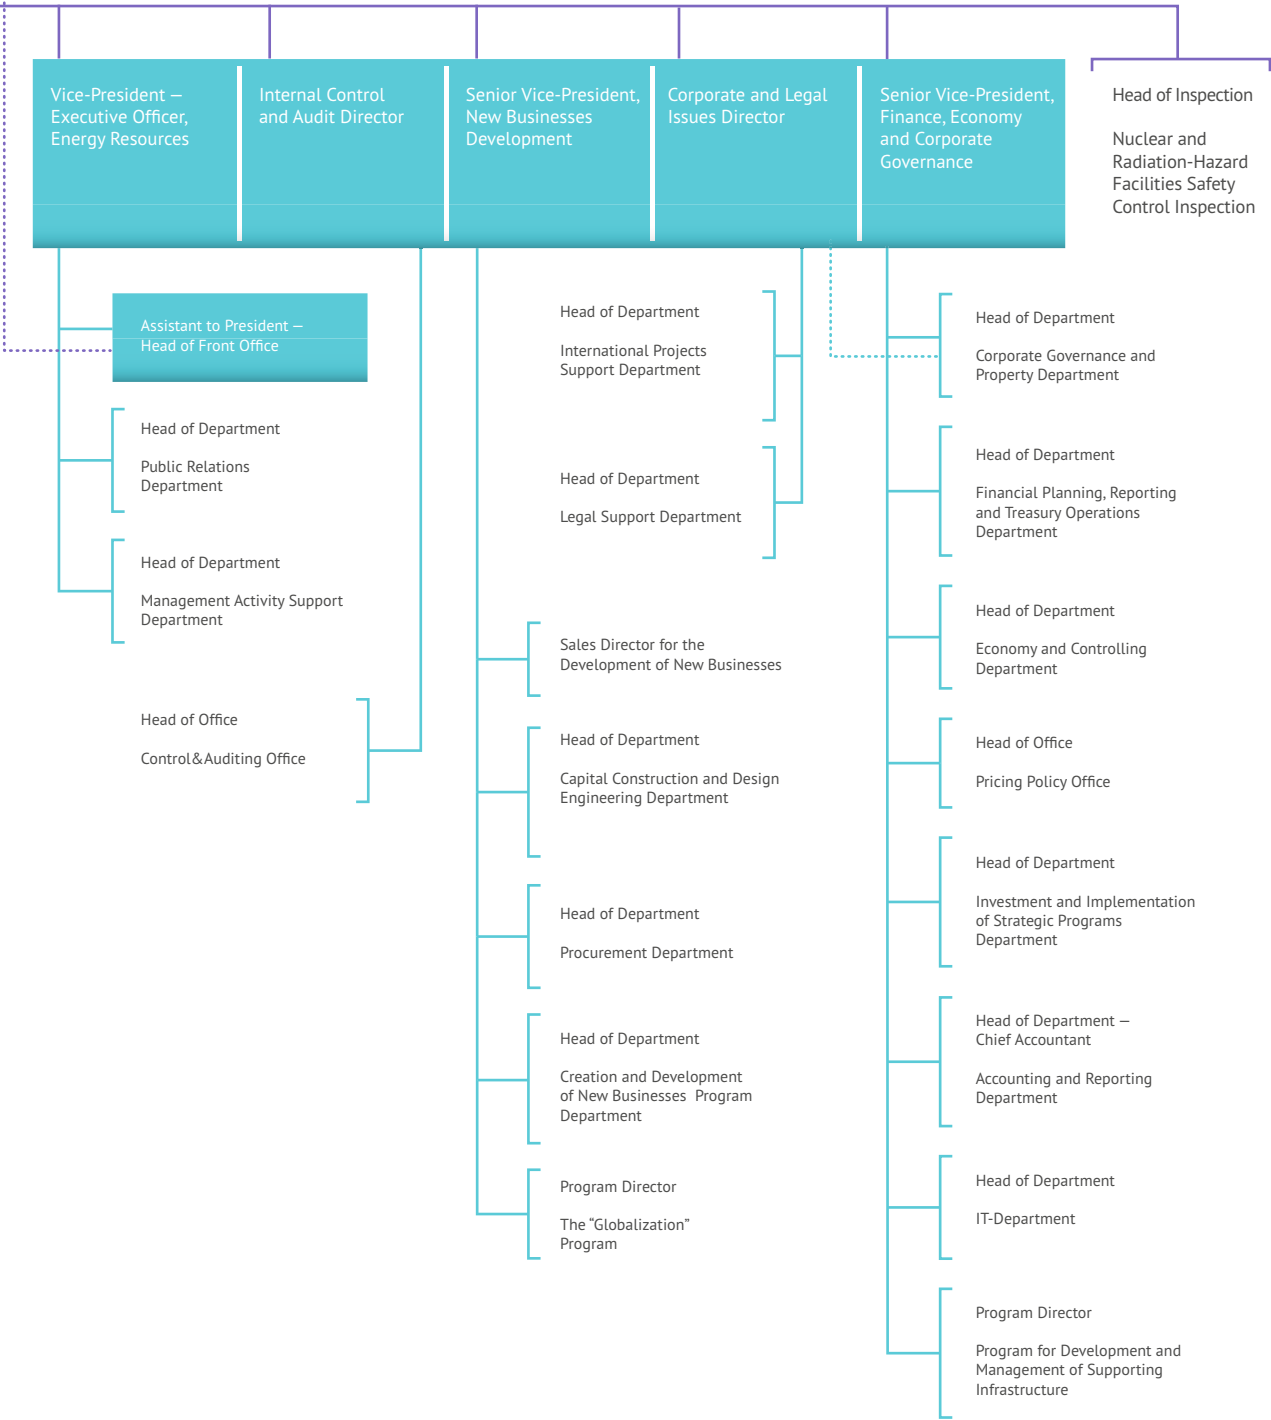 Vice-President —
Executive Officer,
Energy Resources
Internal Control
and Audit Director
Senior Vice-President,
New Businesses
Development
Corporate and Legal
Issues Director
Senior Vice-President,
Finance, Economy
and Corporate
Governance
Head of Inspection
Nuclear and
Radiation-Hazard
Facilities Safety
Control Inspection
Assistant to President —
Head of Front Office
Head of Department
Public Relations
Department
Head of Department
Management Activity Support
Department
Head of Office
Control&Auditing Office
Head of Department
International Projects
Support Department
Head of Department
Legal Support Department
Sales Director for the
Development of New Businesses
Head of Department
Capital Construction and Design
Engineering Department
Head of Department
Procurement Department
Head of Department
Creation and Development
of New Businesses  Program
Department
Program Director
The “Globalization”
Program
Head of Department
Corporate Governance and
Property Department
Head of Department
Financial Planning, Reporting
and Treasury Operations
Department
Head of Department
Economy and Controlling
Department
Head of Office
Pricing Policy Office
Head of Department
Investment and Implementation
of Strategic Programs
Department
Head of Department —
Chief Accountant
Accounting and Reporting
Department
Head of Department
IT-Department
Program Director
Program for Development and
Management of Supporting
Infrastructure